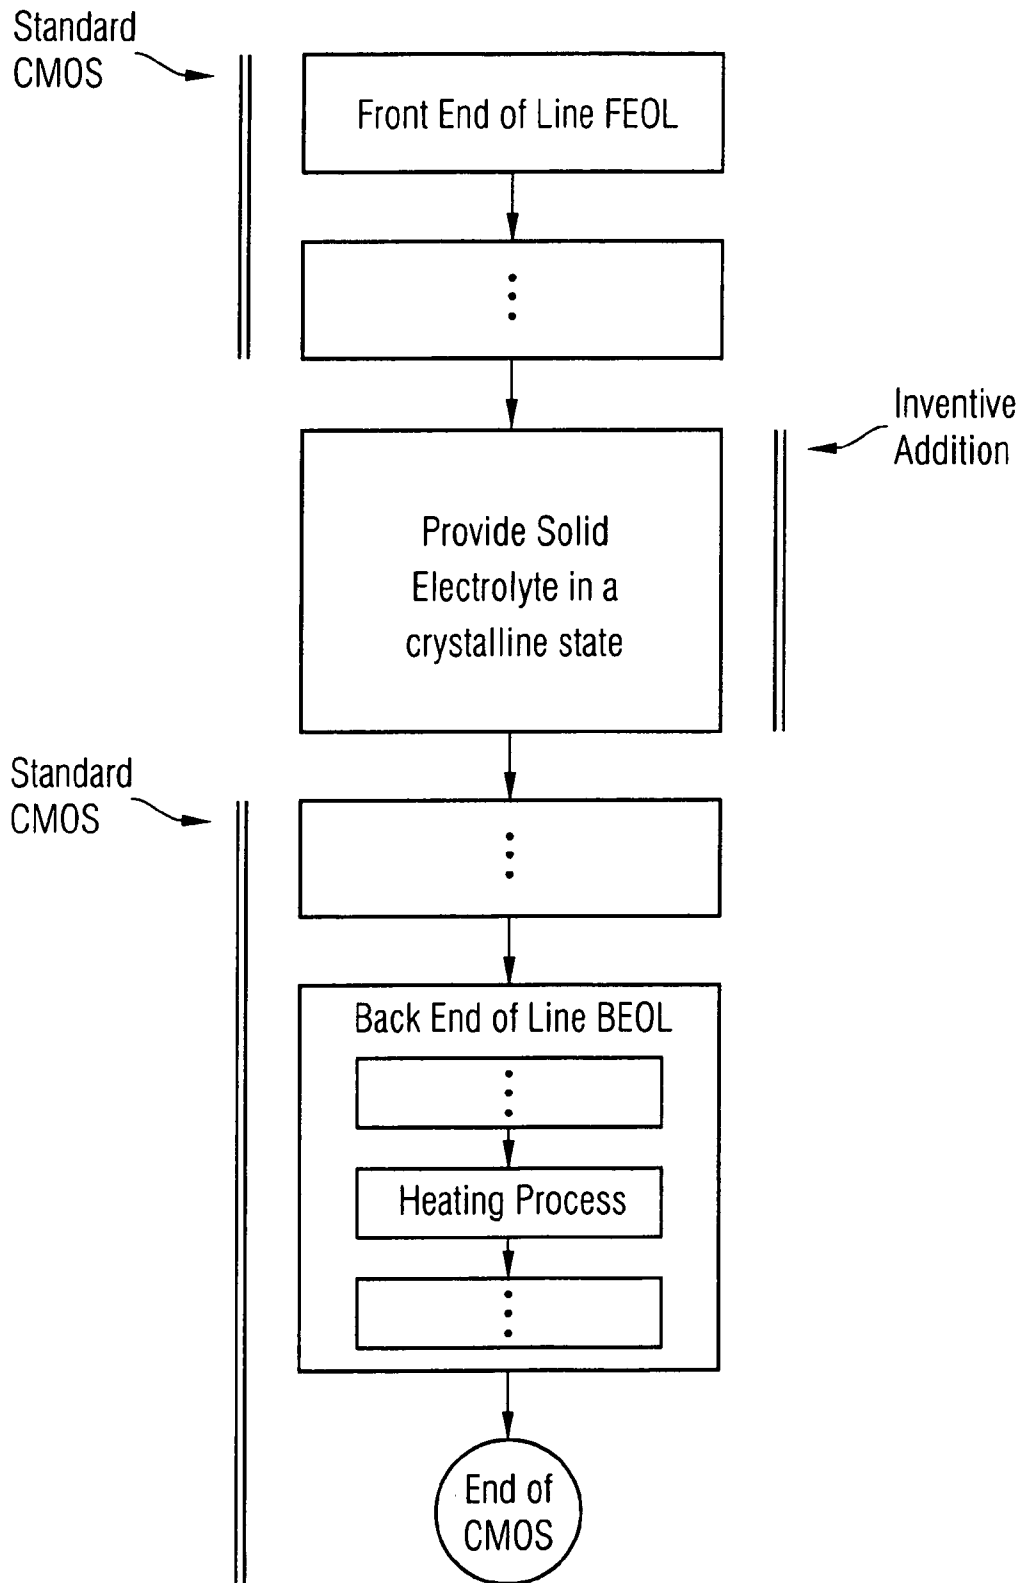 Standard
CMOS
Front End of Line FEOL
Inventive
Addition
Provide Solid
Electrolyte in a
crystalline state
Standard
CMOS
Back End of Line BEOL
Heating Process
End of
CMOS